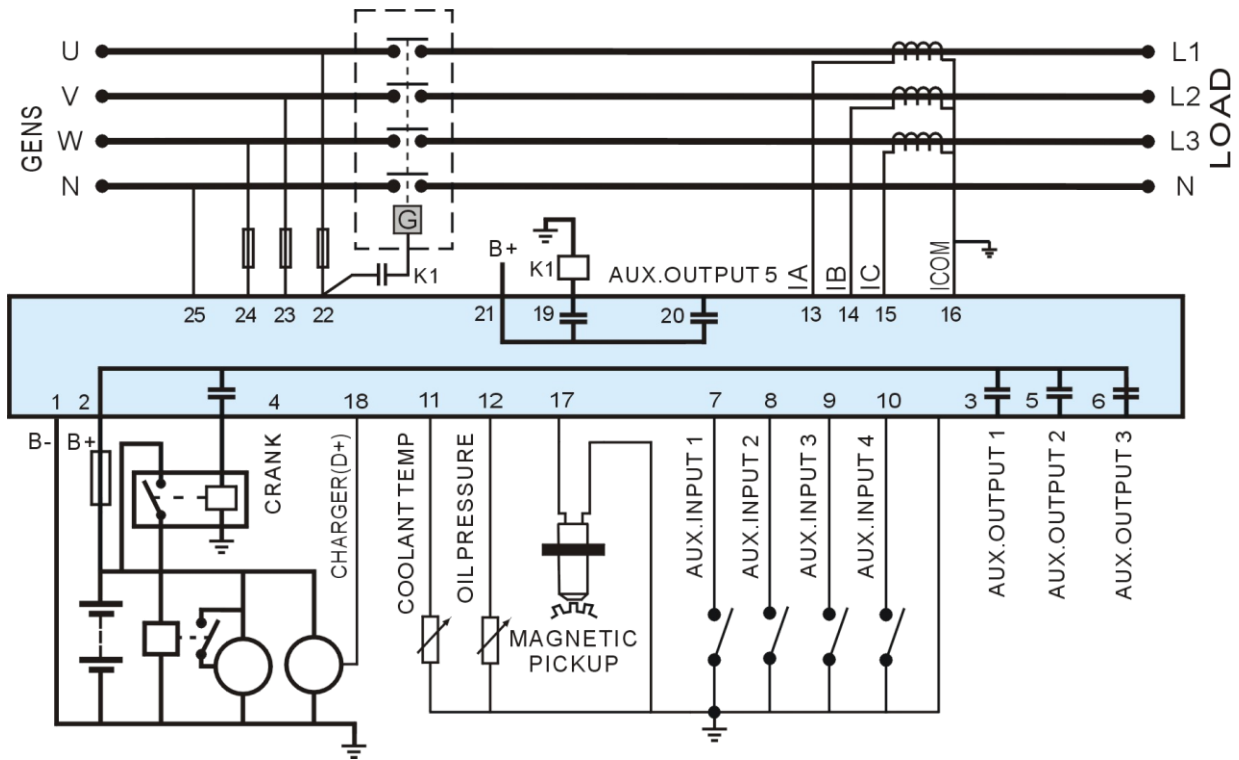 U
V
W
N
GENS
L1
L2
L3
N
LOAD
G
K1
B+
K1
AUX.OUTPUT 5
IA
IB
IC
ICOM
25
24
23
22
21
19
20
13
14
15
16
1
2
4
18
11
12
17
7
8
9
10
3
5
6
B-
B+
CRANK
CHARGER(D+)
COOLANT TEMP
OIL PRESSURE
MAGNETIC
PICKUP
AUX.INPUT 1
AUX.INPUT 2
AUX.INPUT 3
AUX.INPUT 4
AUX.OUTPUT 1
AUX.OUTPUT 2
AUX.OUTPUT 3